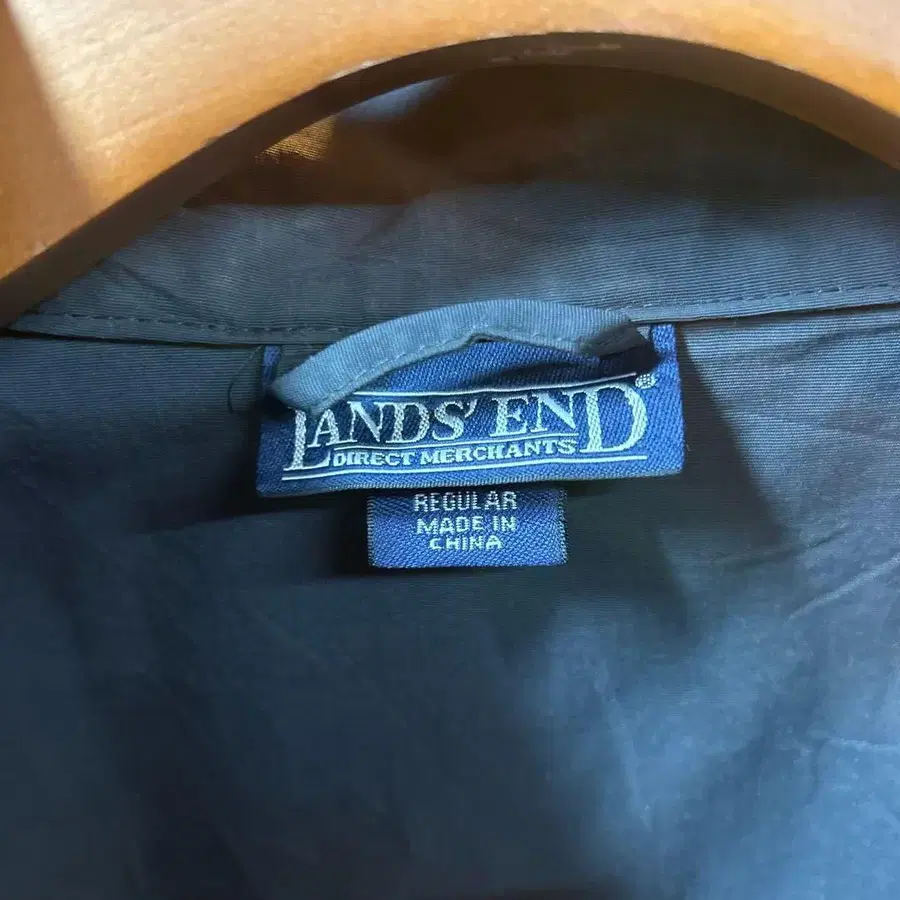 LANDS' END®
DIRECT MERCHANTS
REGULAR
MADE IN
CHINA